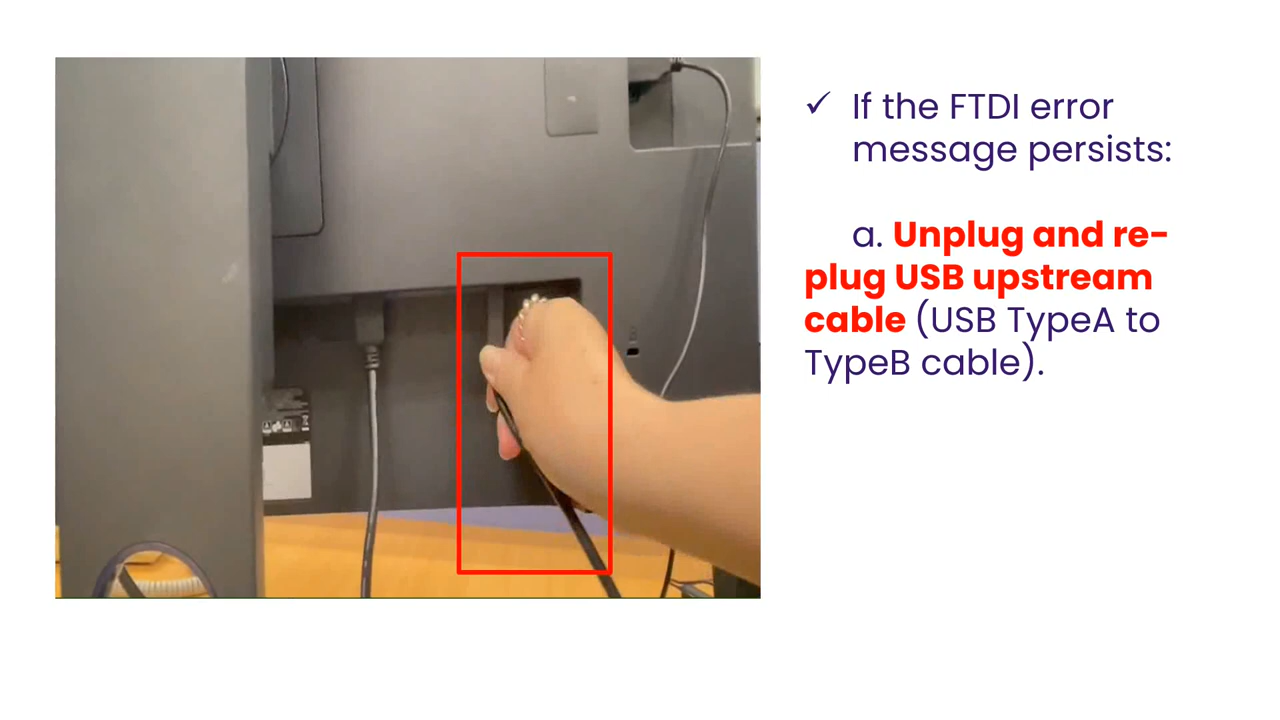 ✓ If the FTDI error
message persists:
a. Unplug and re-
plug USB upstream
cable (USB TypeA to
TypeB cable).